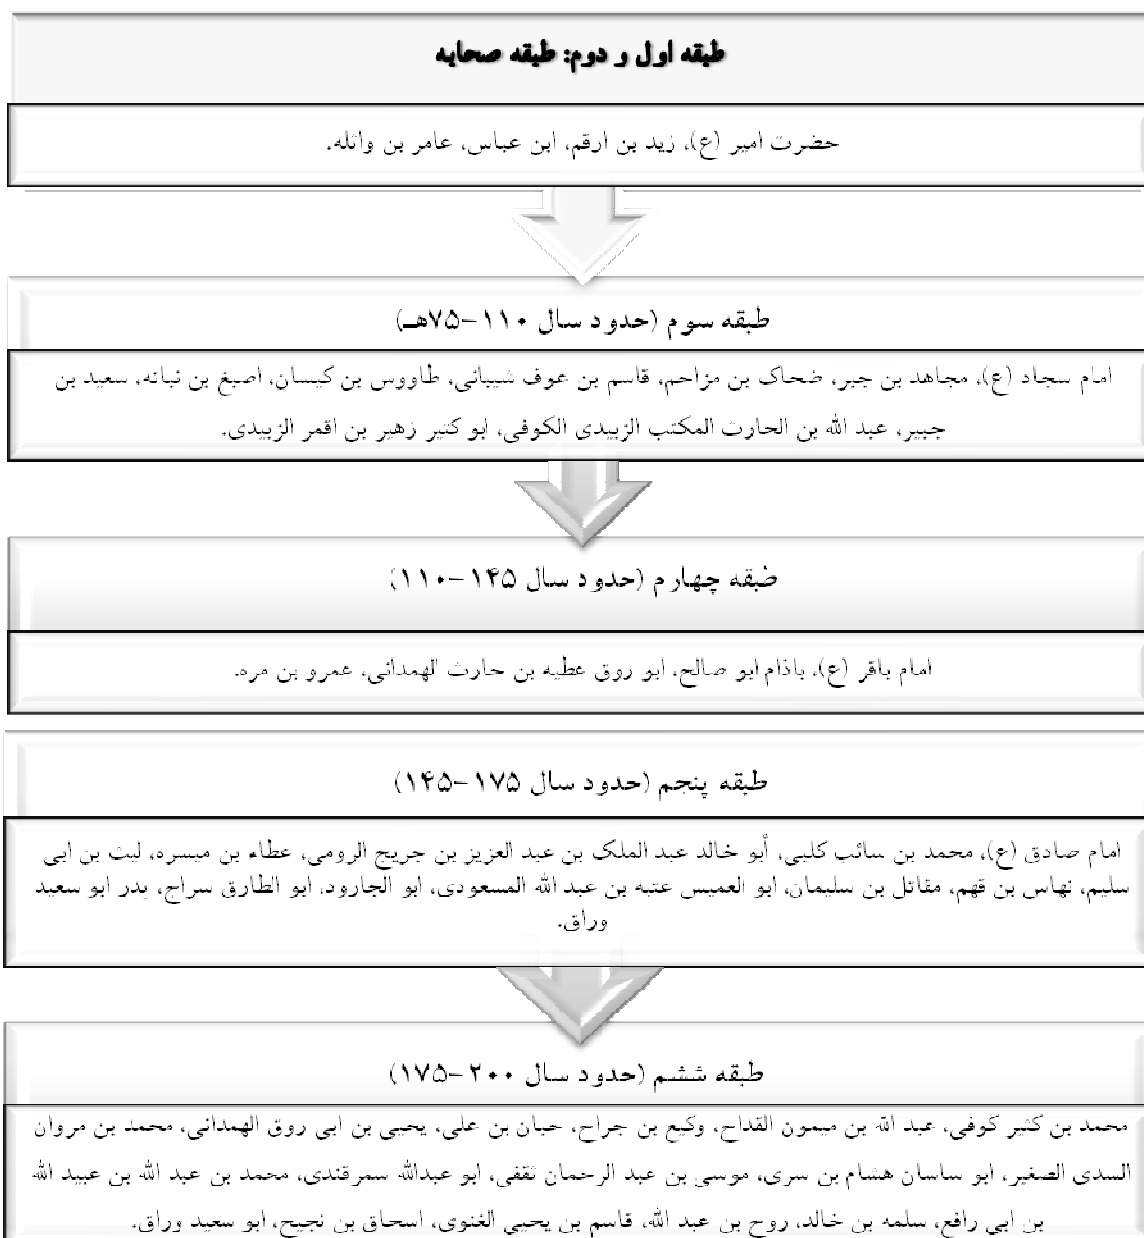 طبقه اول و دوم: طبقه صحابه
حضرت امیر (ع)، زید بن ارقم، ابن عباس، عامر بن واثله.
طبقه سوم (حدود سال ۱۱۰-۷۵هـ)
امام سجاد (ع)، مجاهد بن جبر، ضحاک بن مزاحم، قاسم بن عوف شیبانی، طاووس بن کیسان، اصبغ بن نباته، سعید بن
جبیر، عبد الله بن الحارت المکتب الزبیدی الکوفی، ابو کثیر زهیر بن اقمر الزبیدی.
طبقه چهارم (حدود سال ۱۴۵-۱۱۰)
امام باقر (ع)، باذام ابو صالح، ابو روق عطیه بن حارث الهمدانی، عمرو بن مره.
طبقه پنجم (حدود سال ۱۷۵-۱۴۵)
امام صادق (ع)، محمد بن سائب کلبی، أبو خالد عبد الملک بن عبد العزیز بن جریج الرومی، عطاء بن میسره، لیث بن ابی
سلیم، نهاس بن قهم، مقاتل بن سلیمان، ابو العمیس عتبه بن عبد الله المسعودی، ابو الجارود، ابو الطارق سراج، بدر ابو سعید
وراق.
طبقه ششم (حدود سال ۲۰۰-۱۷۵)
محمد بن کثیر کوفی، عبد الله بن میمون القداح، وکیع بن جراح، حبان بن علی، یحیی بن ابی روق الهمدانی، محمد بن مروان
السدی الصغیر، ابو ساسان هشام بن سری، موسی بن عبد الرحمان ثقفی، ابو عبدالله سمرقندی، محمد بن عبد الله بن عبید الله
بن ابی رافع، سلمه بن خالد، روح بن عبد الله، قاسم بن یحیی الغنوی، اسحاق بن نجیح، ابو سعید وراق.